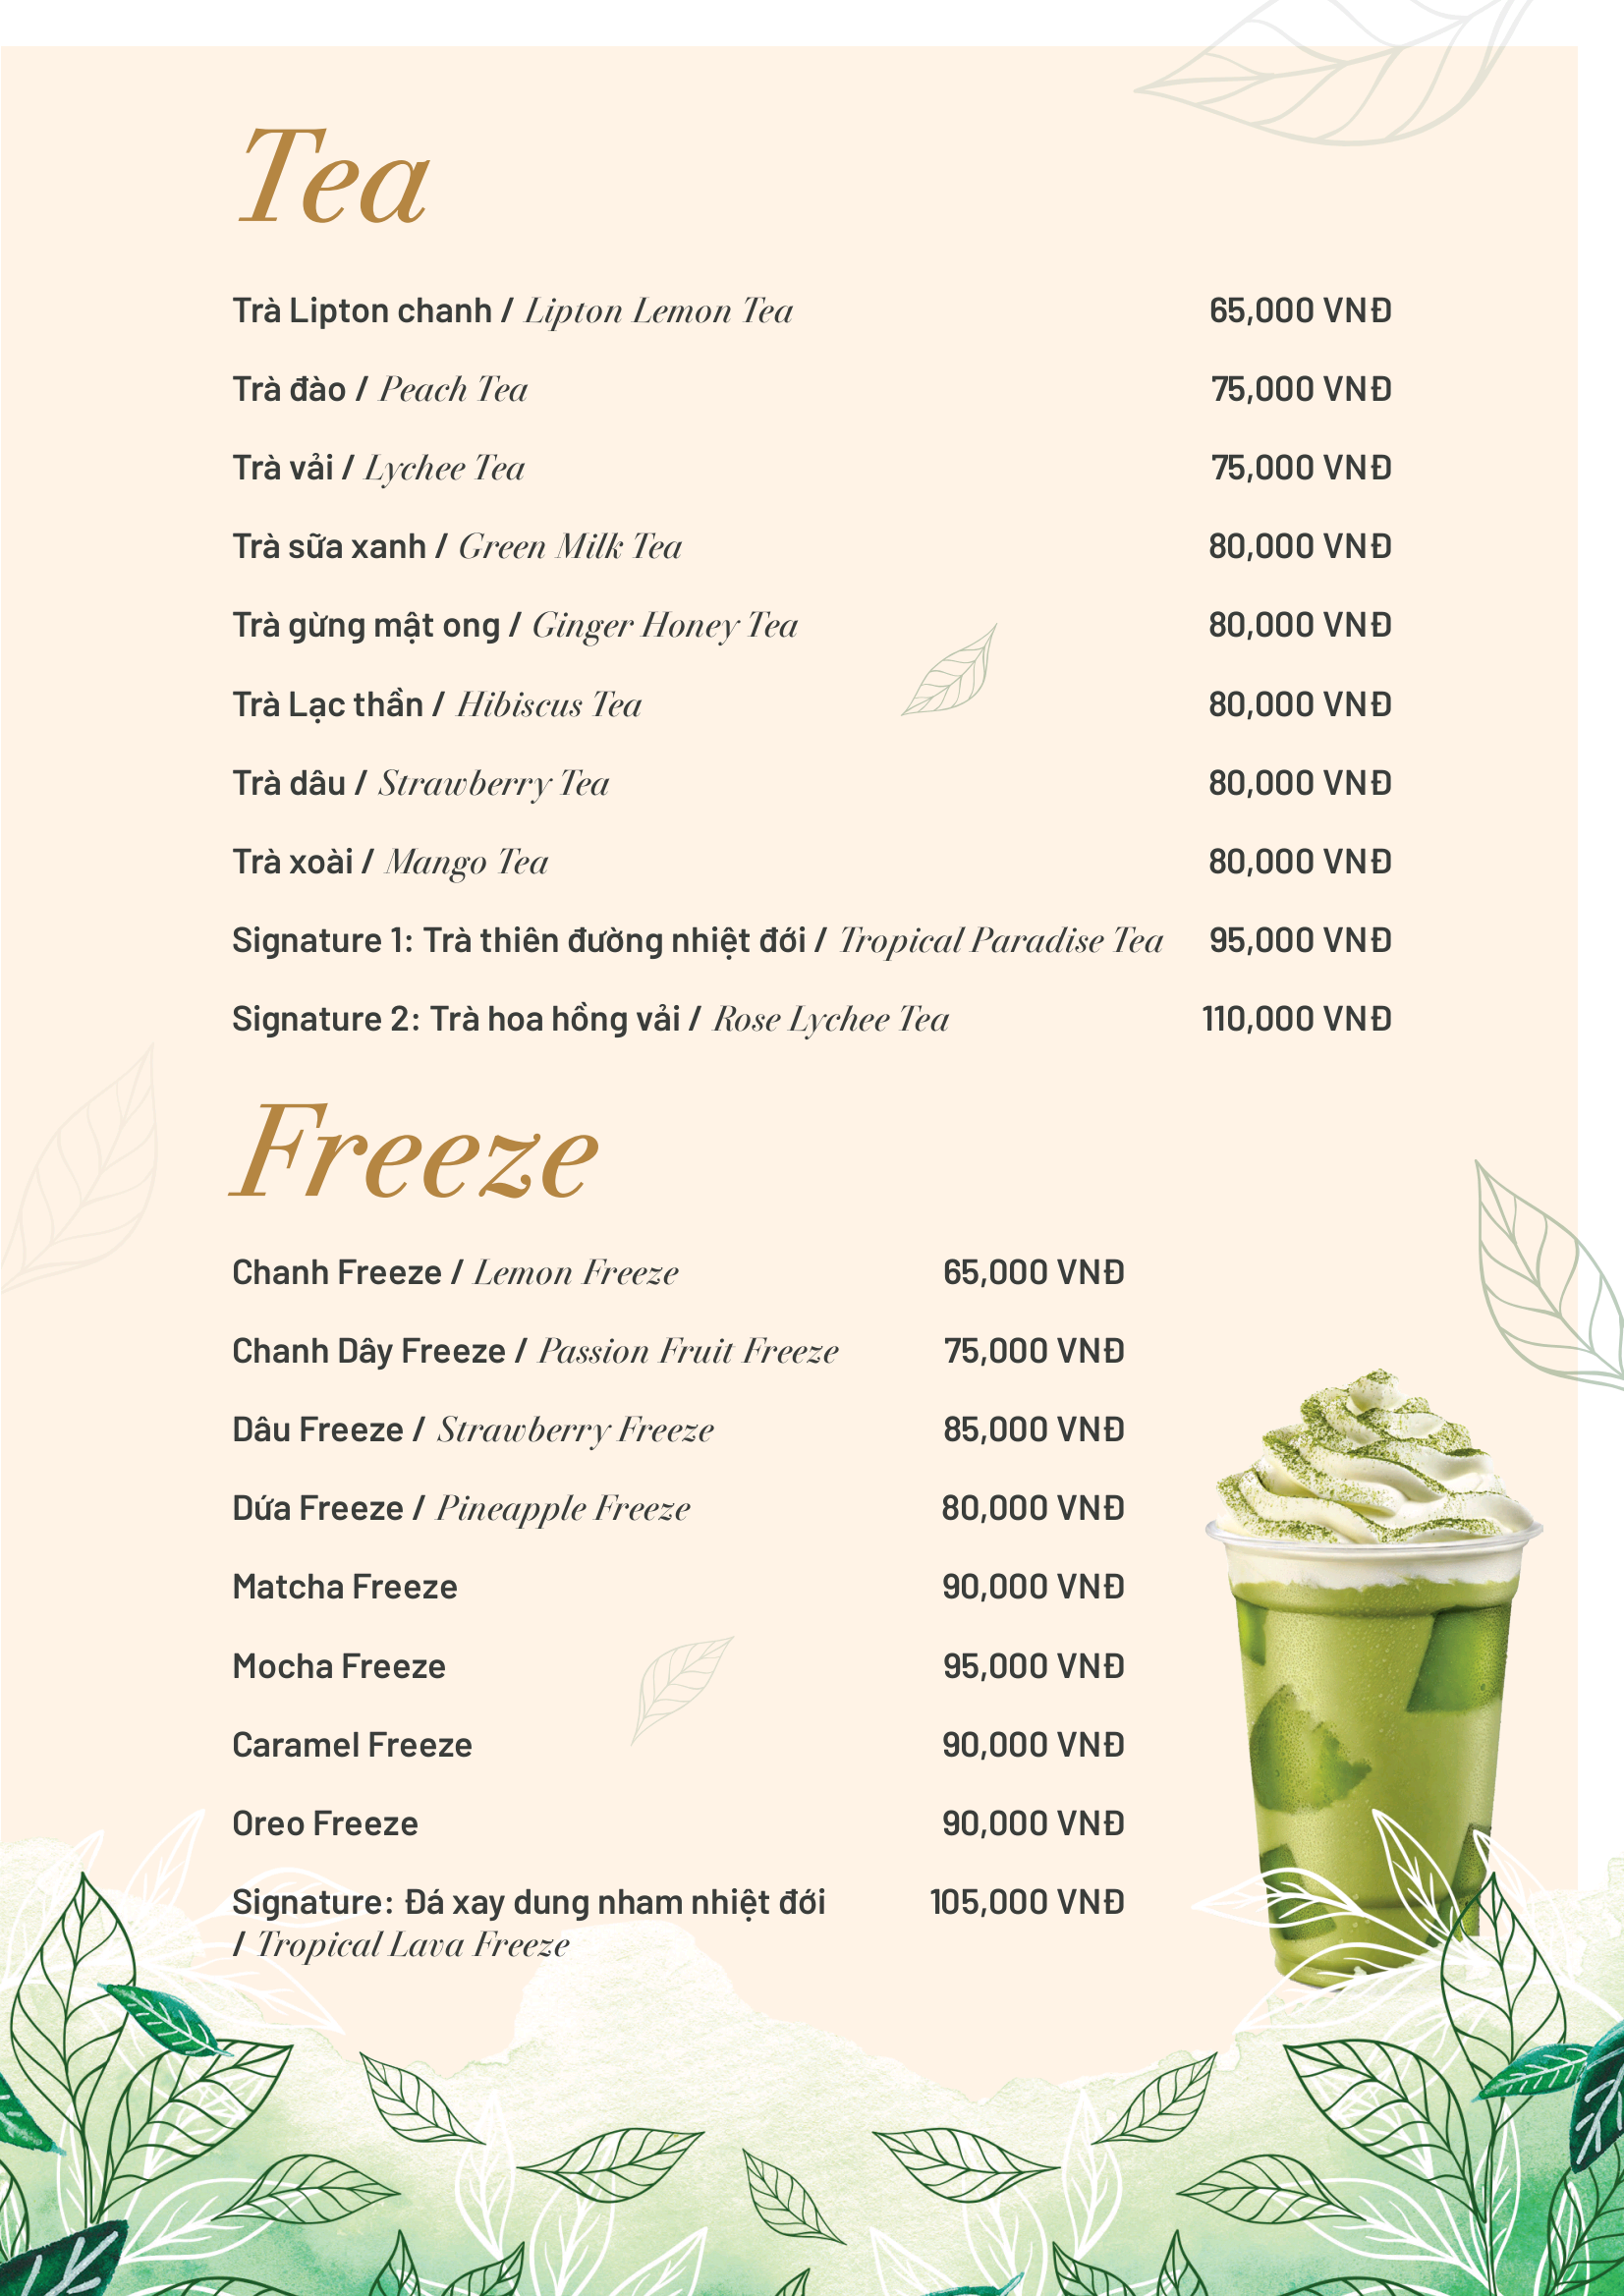 Tea
Trà Lipton chanh / Lipton Lemon Tea 65,000 VNĐ
Trà đào / Peach Tea 75,000 VNĐ
Trà vải / Lychee Tea 75,000 VNĐ
Trà sữa xanh / Green Milk Tea 80,000 VNĐ
Trà gừng mật ong / Ginger Honey Tea 80,000 VNĐ
Trà Lạc thần / Hibiscus Tea 80,000 VNĐ
Trà dâu / Strawberry Tea 80,000 VNĐ
Trà xoài / Mango Tea 80,000 VNĐ
Signature 1: Trà thiên đường nhiệt đới / Tropical Paradise Tea 95,000 VNĐ
Signature 2: Trà hoa hồng vải / Rose Lychee Tea 110,000 VNĐ
Freeze
Chanh Freeze / Lemon Freeze 65,000 VNĐ
Chanh Dây Freeze / Passion Fruit Freeze 75,000 VNĐ
Dâu Freeze / Strawberry Freeze 85,000 VNĐ
Dứa Freeze / Pineapple Freeze 80,000 VNĐ
Matcha Freeze 90,000 VNĐ
Mocha Freeze 95,000 VNĐ
Caramel Freeze 90,000 VNĐ
Oreo Freeze 90,000 VNĐ
Signature: Đá xay dung nham nhiệt đới 105,000 VNĐ
/ Tropical Lava Freeze